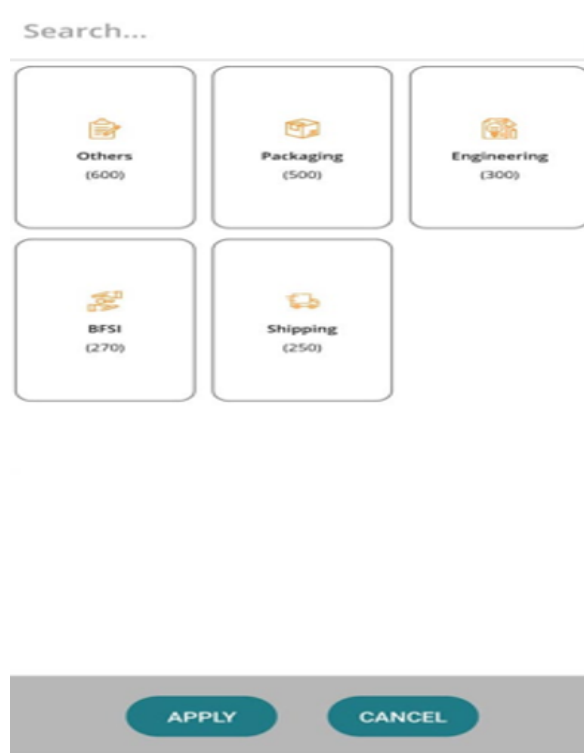 Search...
Others
(600)
Packaging
(500)
Engineering
(300)
BFSI
(270)
Shipping
(250)
APPLY
CANCEL